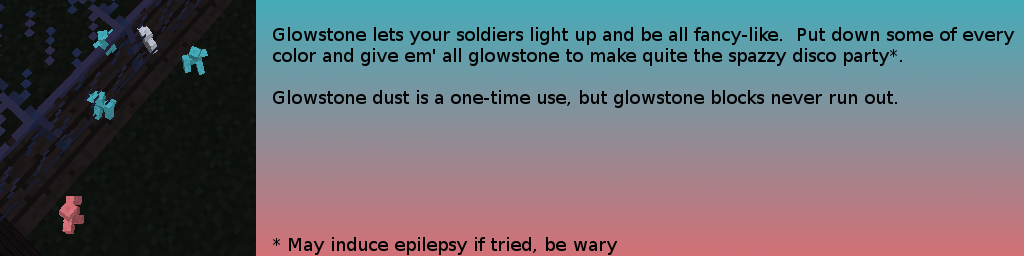 Glowstone lets your soldiers light up and be all fancy-like.  Put down some of every
color and give em' all glowstone to make quite the spazzy disco party*.
Glowstone dust is a one-time use, but glowstone blocks never run out.
* May induce epilepsy if tried, be wary